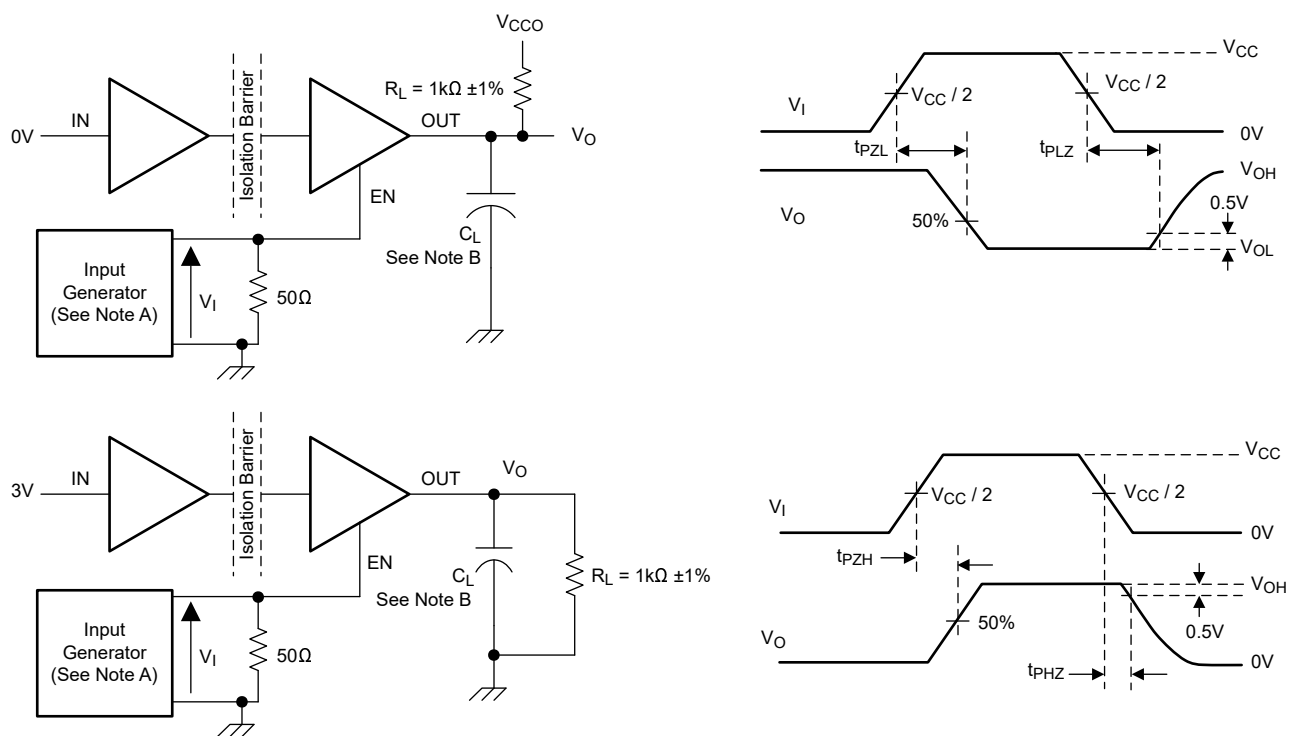 VCCO
RL = 1kΩ ±1%
Isolation Barrier
IN
0V
OUT
VO
EN
CL
See Note B
Input
Generator
(See Note A)
VI
50Ω
VCC
VCC / 2
VCC / 2
VI
0V
tPZL
tPLZ
VOH
0.5V
VO
50%
VOL
Isolation Barrier
IN
3V
OUT
VO
EN
CL
See Note B
RL = 1kΩ ±1%
Input
Generator
(See Note A)
VI
50Ω
VCC
VCC / 2
VCC / 2
VI
0V
tPZH
VOH
50%
0.5V
VO
0V
tPHZ